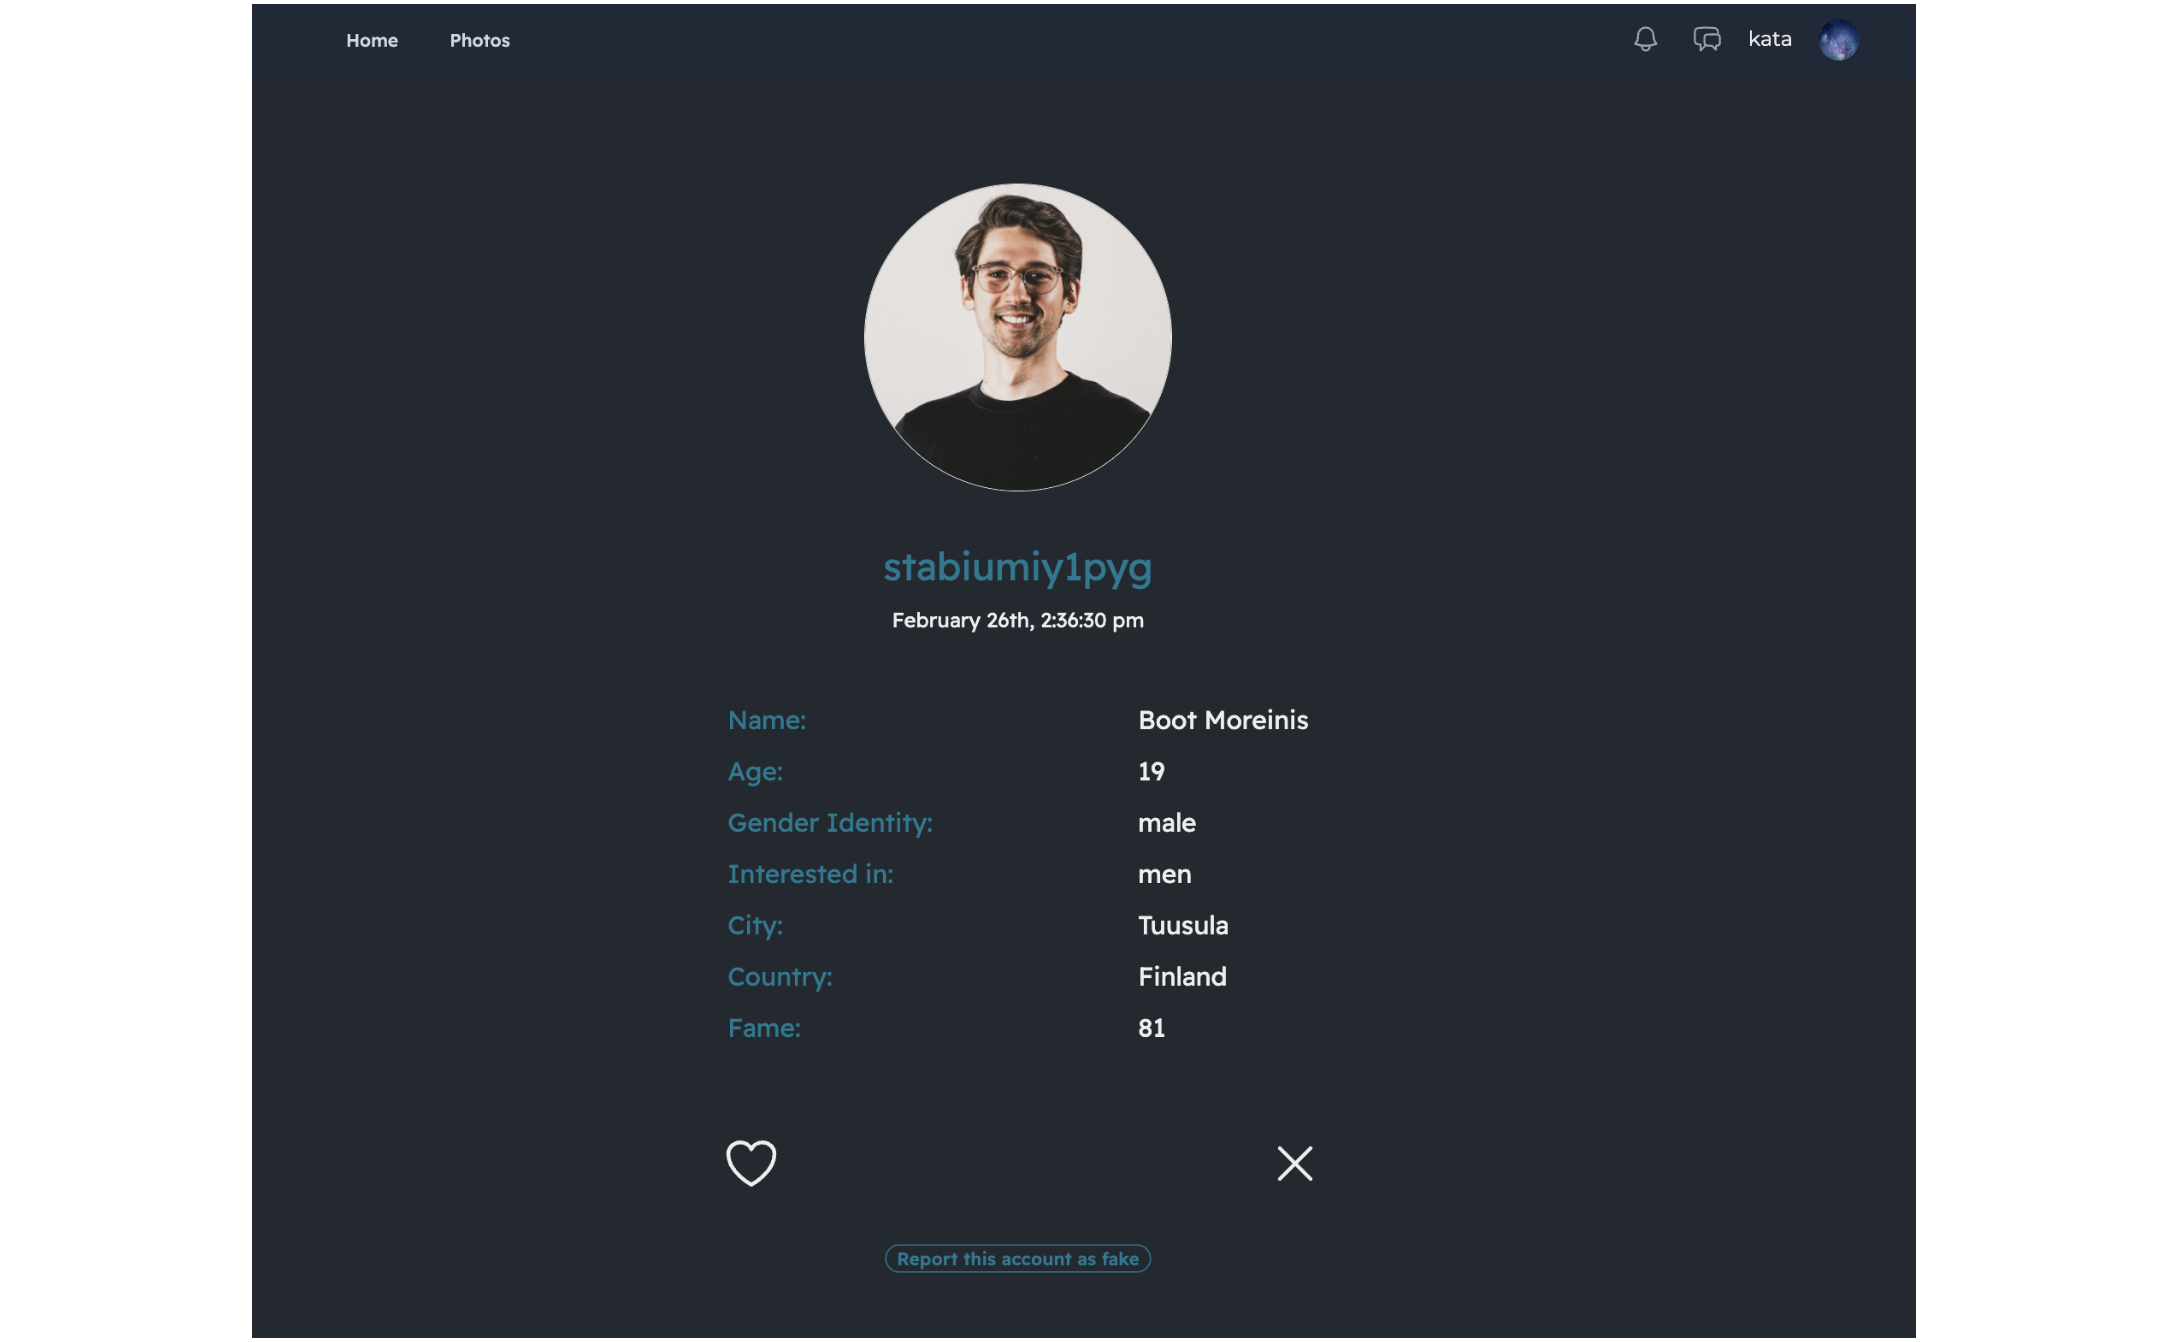 Home Photos kata
stabiumiy1pyg
February 26th, 2:36:30 pm
Name: Boot Moreinis
Age: 19
Gender Identity: male
Interested in: men
City: Tuusula
Country: Finland
Fame: 81
Report this account as fake